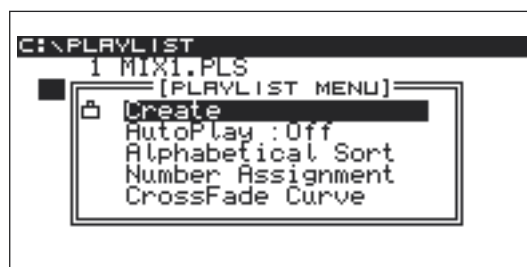 C:\PLAYLIST
1 MIX1.PLS
[PLAYLIST MENU]
Create
AutoPlay :Off
Alphabetical Sort
Number Assignment
CrossFade Curve